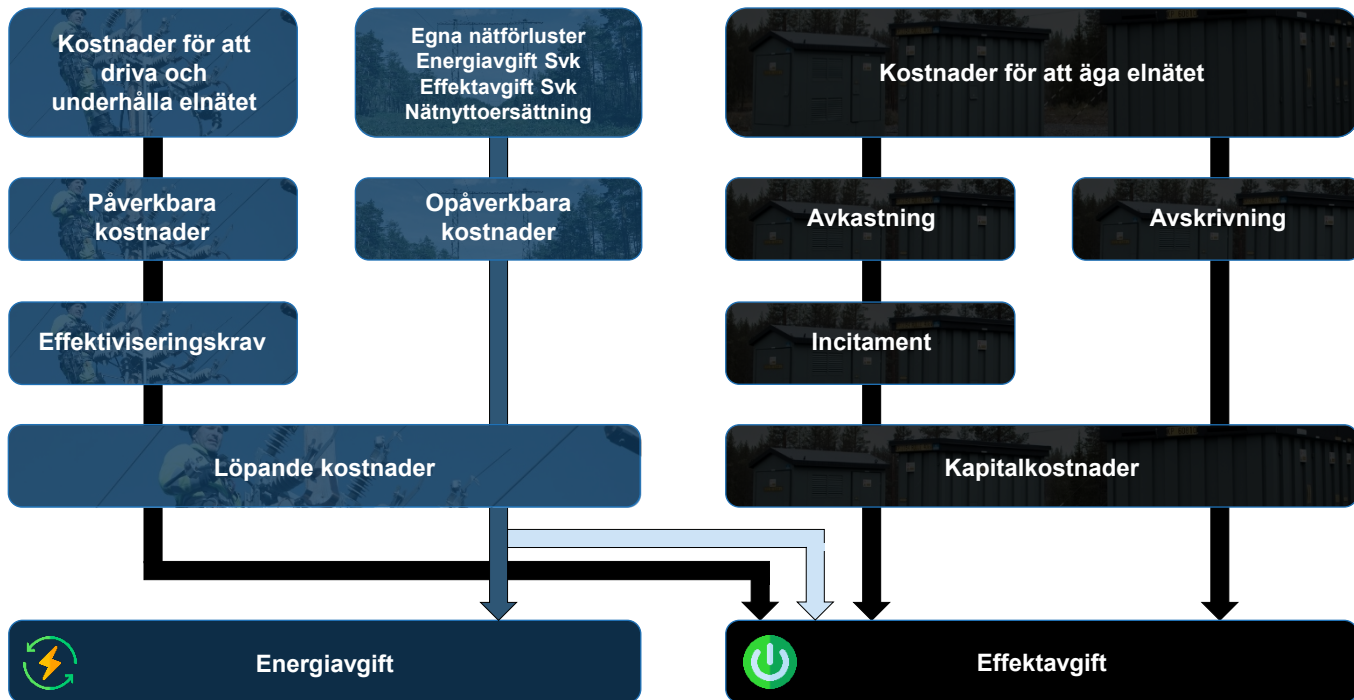 Kostnader för att
driva och
underhålla elnätet
Egna nätförluster
Energiavgift Svk
Effektavgift Svk
Nätnyttoersättning
Kostnader för att äga elnätet
Påverkbara
kostnader
Opåverkbara
kostnader
Avkastning
Avskrivning
Effektiviseringskrav
Incitament
Löpande kostnader
Kapitalkostnader
Energiavgift
Effektavgift